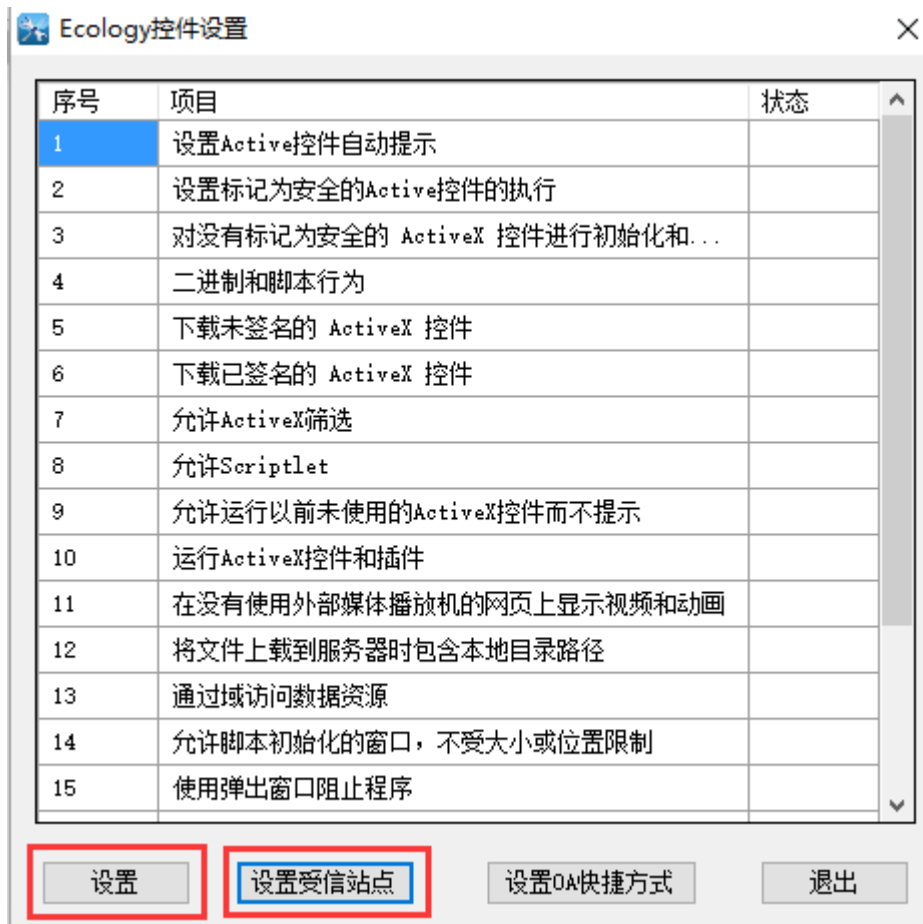 Ecology控件设置
序号 项目 状态
1 设置Active控件自动提示
2 设置标记为安全的Active控件的执行
3 对没有标记为安全的 ActiveX 控件进行初始化和...
4 二进制和脚本行为
5 下载未签名的 ActiveX 控件
6 下载已签名的 ActiveX 控件
7 允许ActiveX筛选
8 允许Scriptlet
9 允许运行以前未使用的ActiveX控件而不提示
10 运行ActiveX控件和插件
11 在没有使用外部媒体播放机的网页上显示视频和动画
12 将文件上载到服务器时包含本地目录路径
13 通过域访问数据资源
14 允许脚本初始化的窗口，不受大小或位置限制
15 使用弹出窗口阻止程序
设置 设置受信站点 设置OA快捷方式 退出